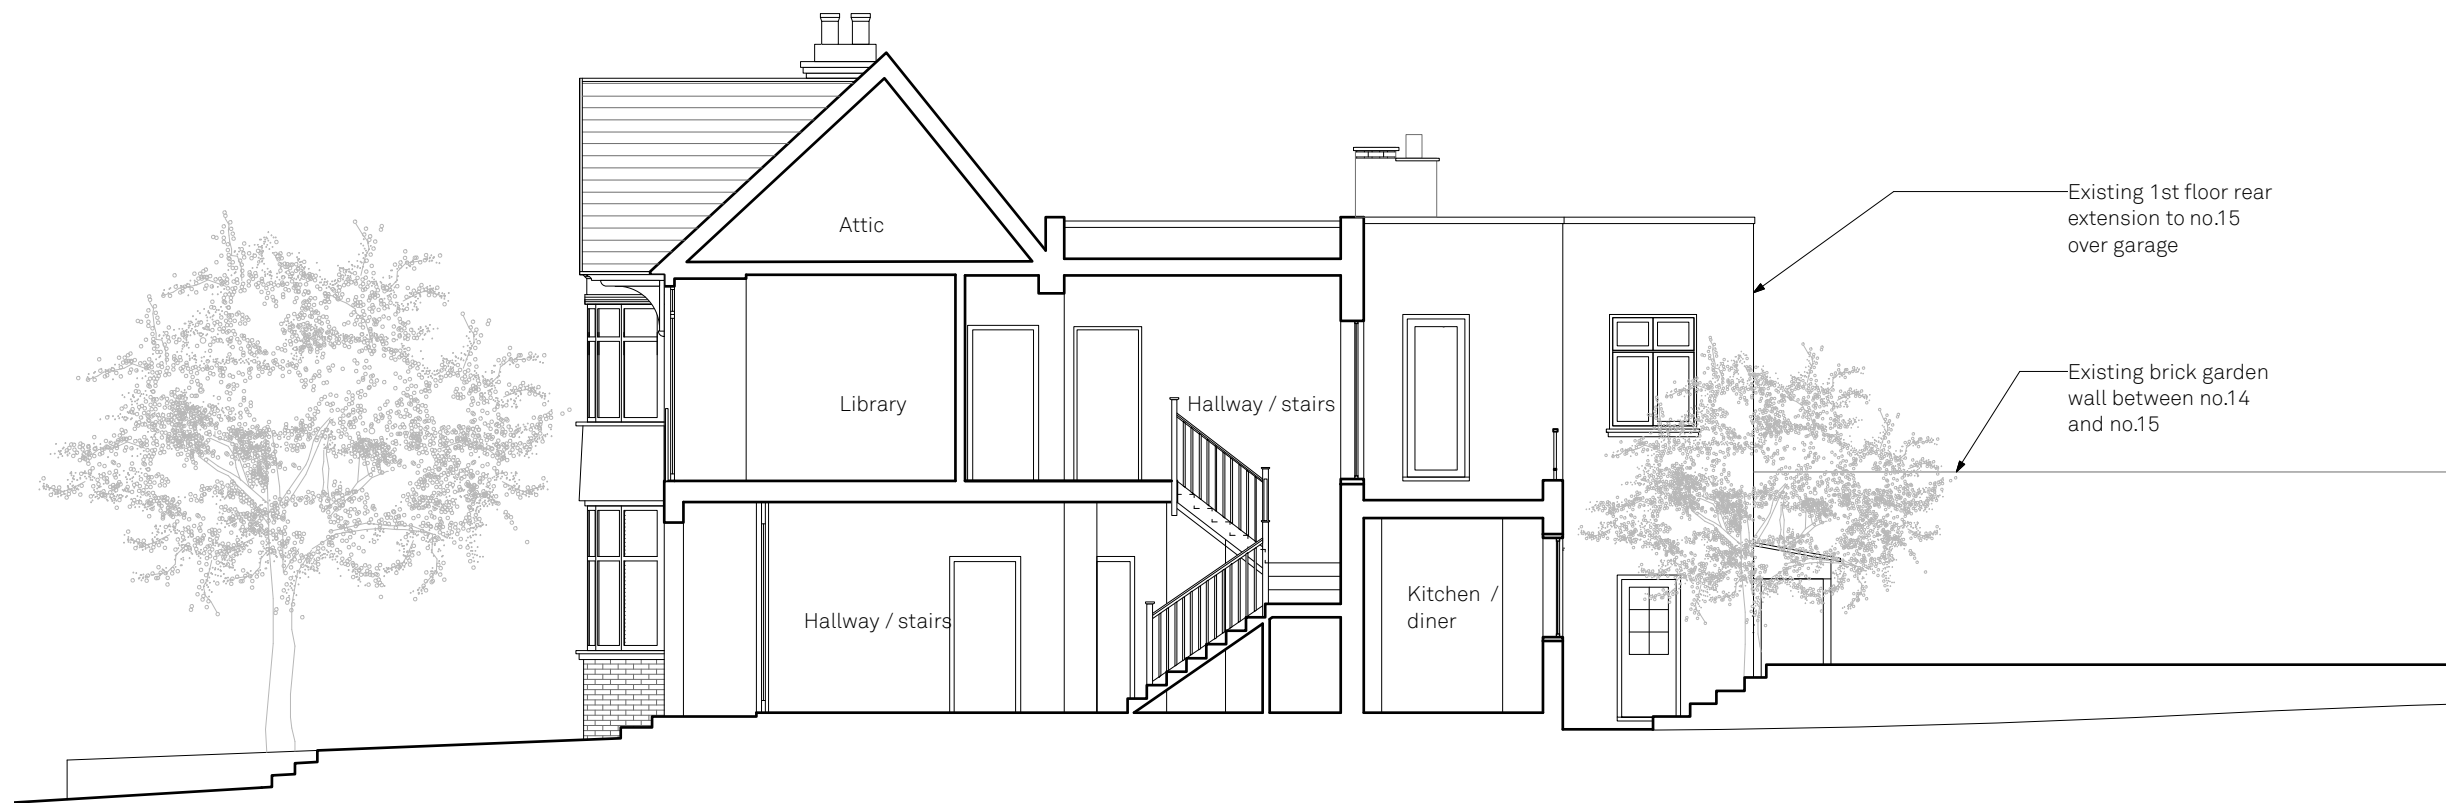 Attic
Existing 1st floor rear
extension to no.15
over garage
Library
Hallway / stairs
Existing brick garden
wall between no.14
and no.15
Hallway / stairs
Kitchen /
diner